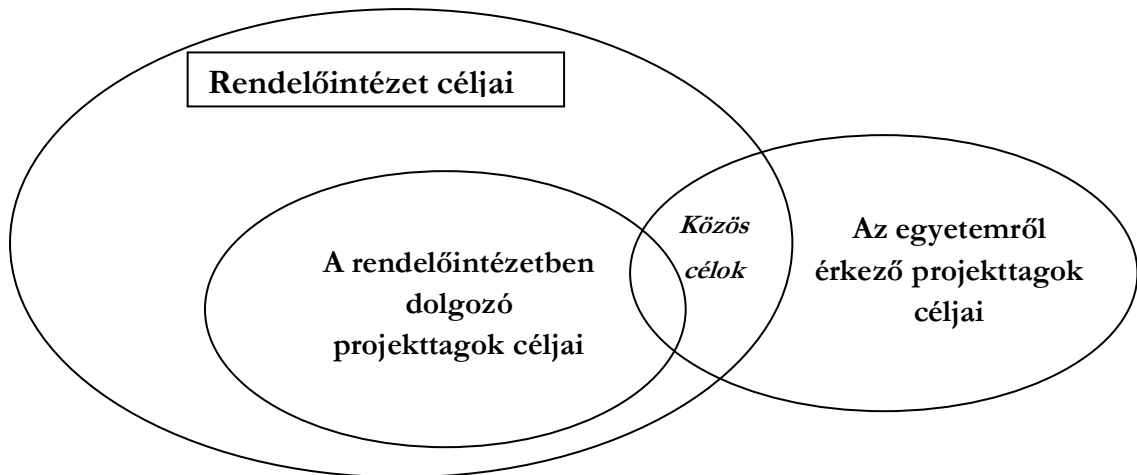 Rendelőintézet céljai
A rendelőintézetben
dolgozó
projekttagok céljai
Közös
célok
Az egyetemről
érkező projekttagok
céljai